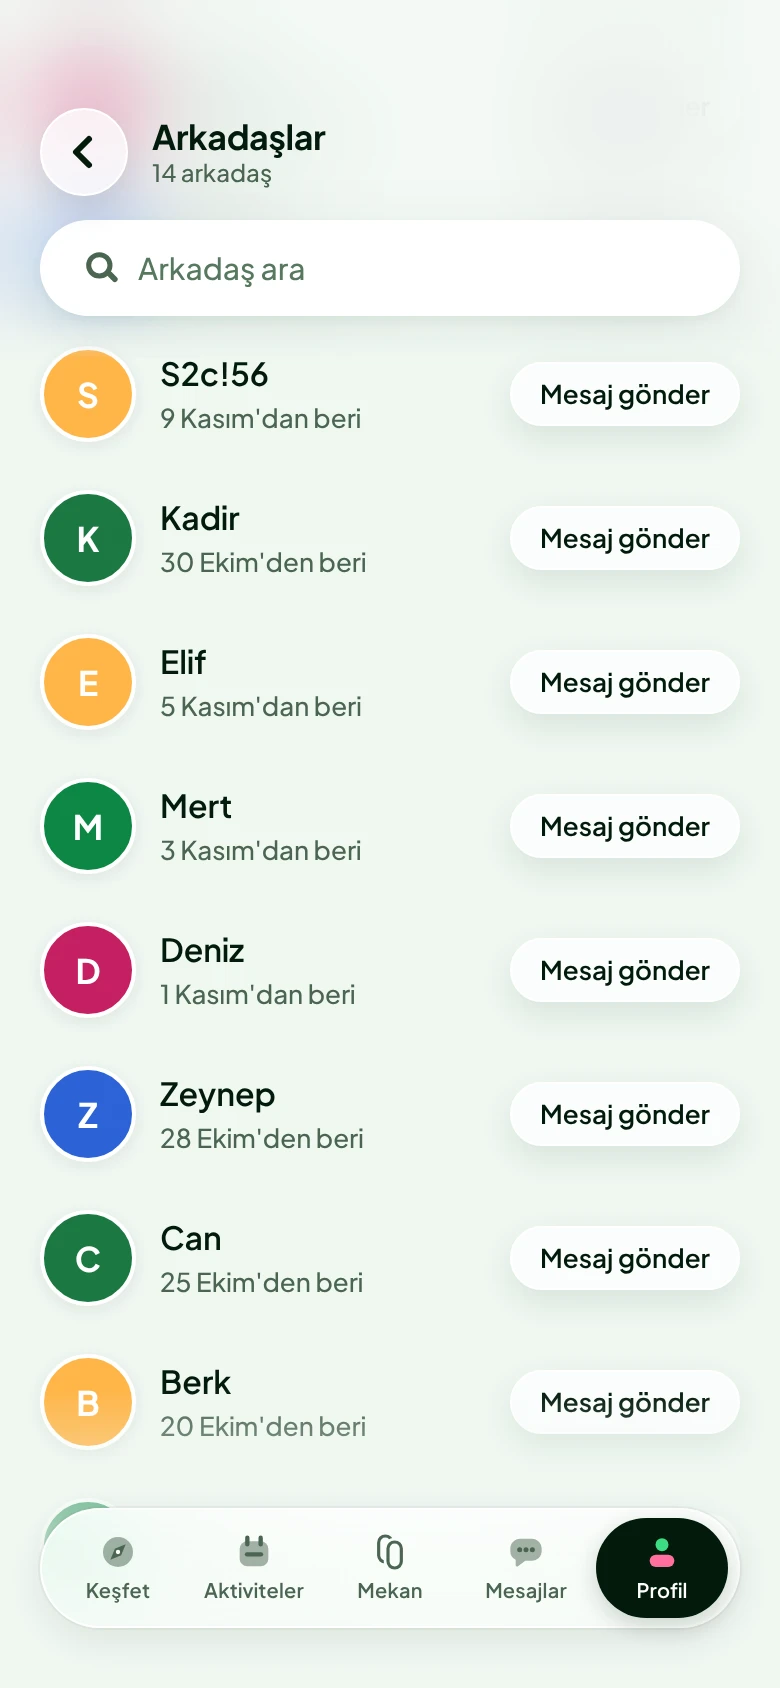 Arkadaşlar
14 arkadaş
Arkadaş ara
S2c!56
9 Kasım'dan beri
Mesaj gönder
K
Kadir
30 Ekim'den beri
Mesaj gönder
E
Elif
5 Kasım'dan beri
Mesaj gönder
M
Mert
3 Kasım'dan beri
Mesaj gönder
D
Deniz
1 Kasım'dan beri
Mesaj gönder
Z
Zeynep
28 Ekim'den beri
Mesaj gönder
C
Can
25 Ekim'den beri
Mesaj gönder
B
Berk
20 Ekim'den beri
Mesaj gönder
Keşfet
Aktiviteler
Mekan
Mesajlar
Profil